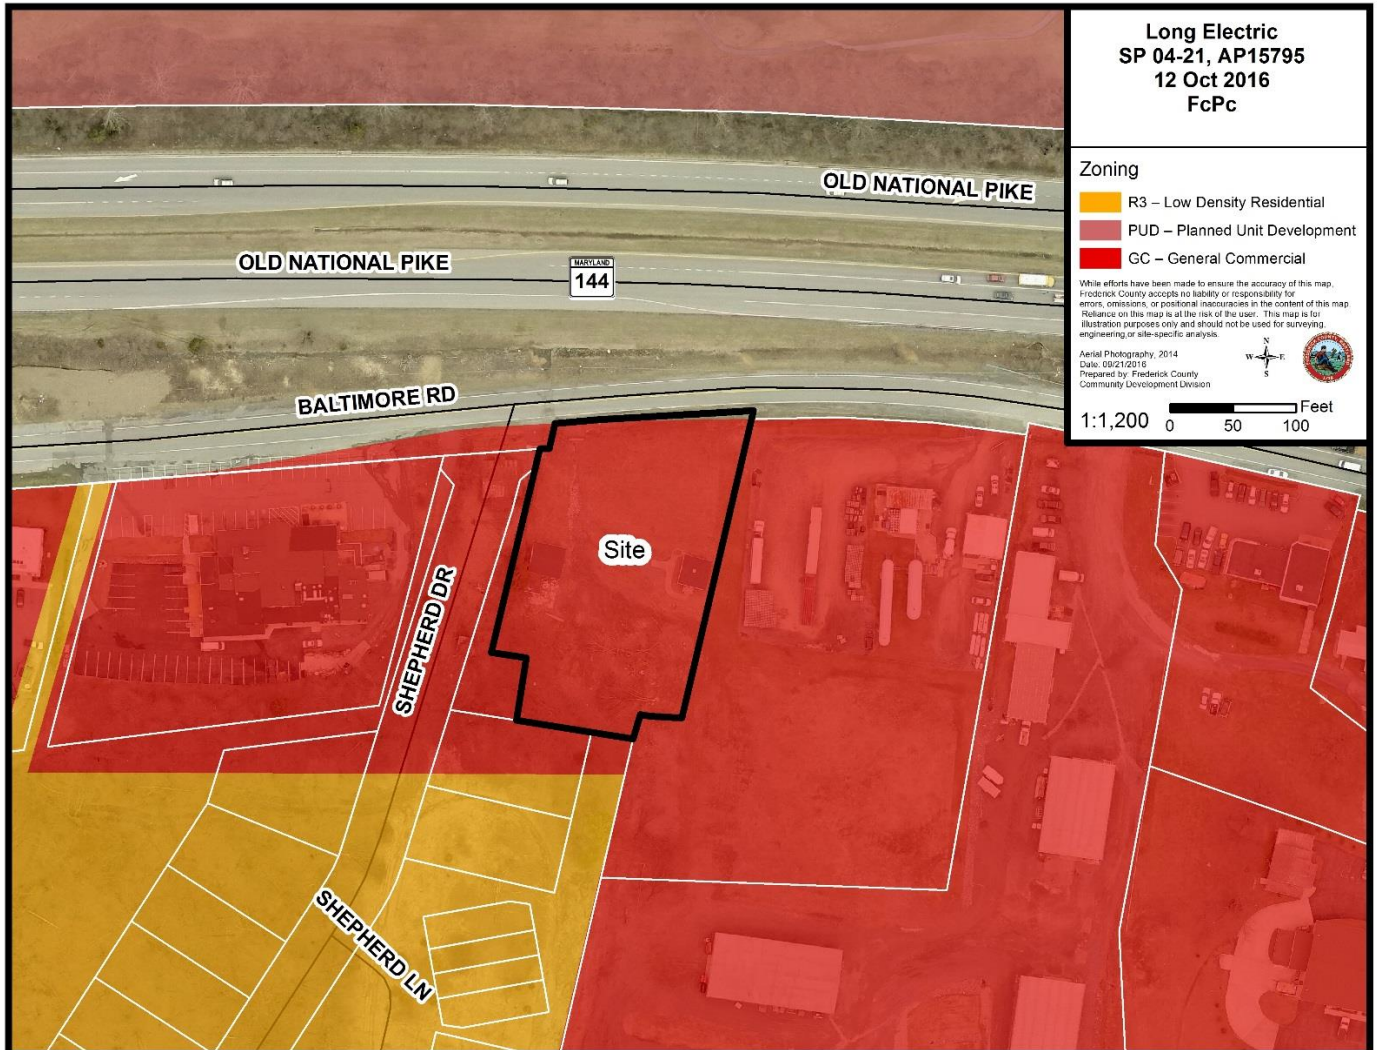 Long Electric
SP 04-21, AP15795
12 Oct 2016
FcPc
Zoning
R3 – Low Density Residential
PUD – Planned Unit Development
GC – General Commercial
While efforts have been made to ensure the accuracy of this map,
Frederick County accepts no liability or responsibility for
errors, omissions, or positional inaccuracies in the content of this map.
Reliance on this map is at the risk of the user. This map is for
illustration purposes only and should not be used for surveying,
engineering,or site-specific analysis.
Aerial Photography, 2014
Date: 09/21/2016
Prepared by: Frederick County
Community Development Division
N
W E
S
1:1,200
Feet
0 50 100
OLD NATIONAL PIKE
OLD NATIONAL PIKE
MARYLAND
144
BALTIMORE RD
Site
SHEPHERD DR
SHEPHERD LN